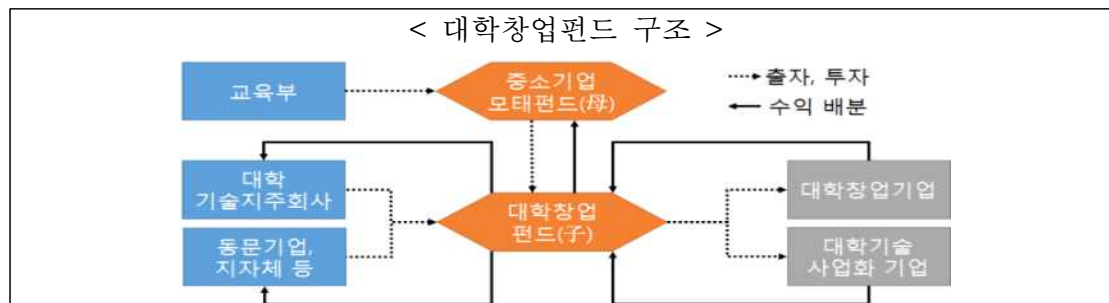 < 대학창업펀드 구조 >
교육부
중소기업
모태펀드(母)
출자, 투자
수익 배분
대학
기술지주회사
대학창업
펀드(子)
대학창업기업
동문기업,
지자체 등
대학기술
사업화 기업